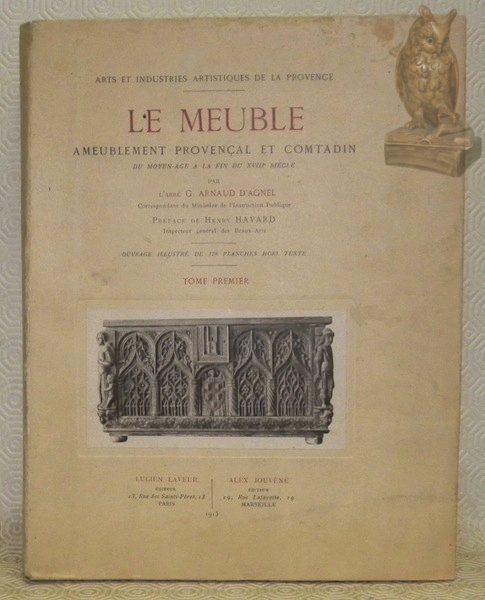 ARTS ET INDUSTRIES ARTISTIQUES DE LA PROVENCE
LE MEUBLE
AMEUBLEMENT PROVENÇAL ET COMTADIN
DU MOYEN-AGE A LA FIN DU XVIIIe SIÈCLE
PAR
L'ABBÉ G. ARNAUD D'AGNEL
Correspondant du Ministère de l'Instruction Publique
PRÉFACE DE HENRY HAVARD
Inspecteur général des Beaux-Arts
OUVRAGE ILLUSTRÉ DE 128 PLANCHES HORS TEXTE
TOME PREMIER
LUCIEN LAVEUR
ÉDITEUR
13, Rue des Saints-Pères, 13
PARIS
ALEX JOUVÈNE
ÉDITEUR
19, Rue Lafayette, 19
MARSEILLE
1913